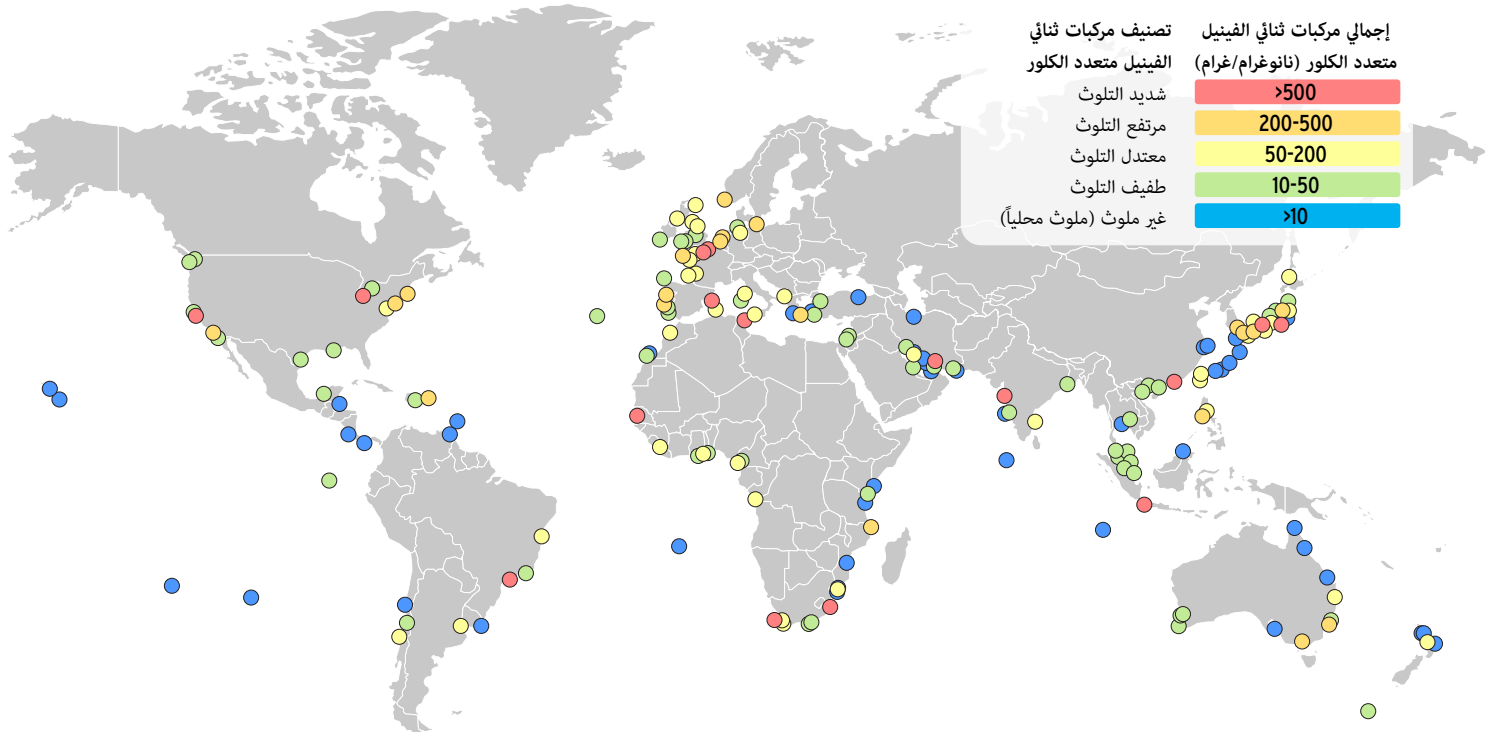 إجمالي مركبات ثنائي الفينيل متعدد الكلور (نانوغرام/غرام)
تصنيف مركبات ثنائي الفينيل متعدد الكلور
>500
شديد التلوث
200-500
مرتفع التلوث
50-200
معتدل التلوث
10-50
طفيف التلوث
>10
غير ملوث (ملوث محلياً)